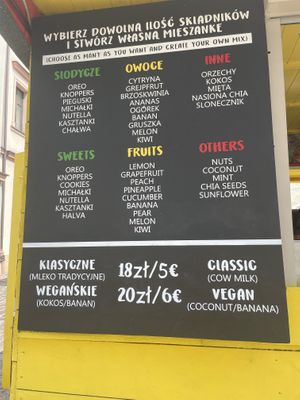 WYBIERZ DOWOLNĄ ILOŚĆ SKŁADNIKÓW
I STWÓRZ WŁASNĄ MIESZANKĘ
(CHOOSE AS MANY AS YOU WANT AND CREATE YOUR OWN MIX)
SŁODYCZE
OREO
KNOPPERS
PIEGUSKI
MICHAŁKI
NUTELLA
KASZTANKI
CHAŁWA
OWOCE
CYTRYNA
GREJPFRUT
BRZOSKWINIA
ANANAS
OGÓREK
BANAN
GRUSZKA
MELON
KIWI
INNE
ORZECHY
KOKOS
MIĘTA
NASIONA CHIA
SŁONECZNIK
SWEETS
OREO
KNOPPERS
COOKIES
MICHAŁKI
NUTELLA
KASZTANKI
HALVA
FRUITS
LEMON
GRAPEFRUIT
PEACH
PINEAPPLE
CUCUMBER
BANANA
PEAR
MELON
KIWI
OTHERS
NUTS
COCONUT
MINT
CHIA SEEDS
SUNFLOWER
KLASYCZNE 18zł/5€ CLASSIC
(MLEKO TRADYCYJNE) (COW MILK)
WEGAŃSKIE 20zł/6€ VEGAN
(KOKOS/BANAN) (COCONUT/BANANA)